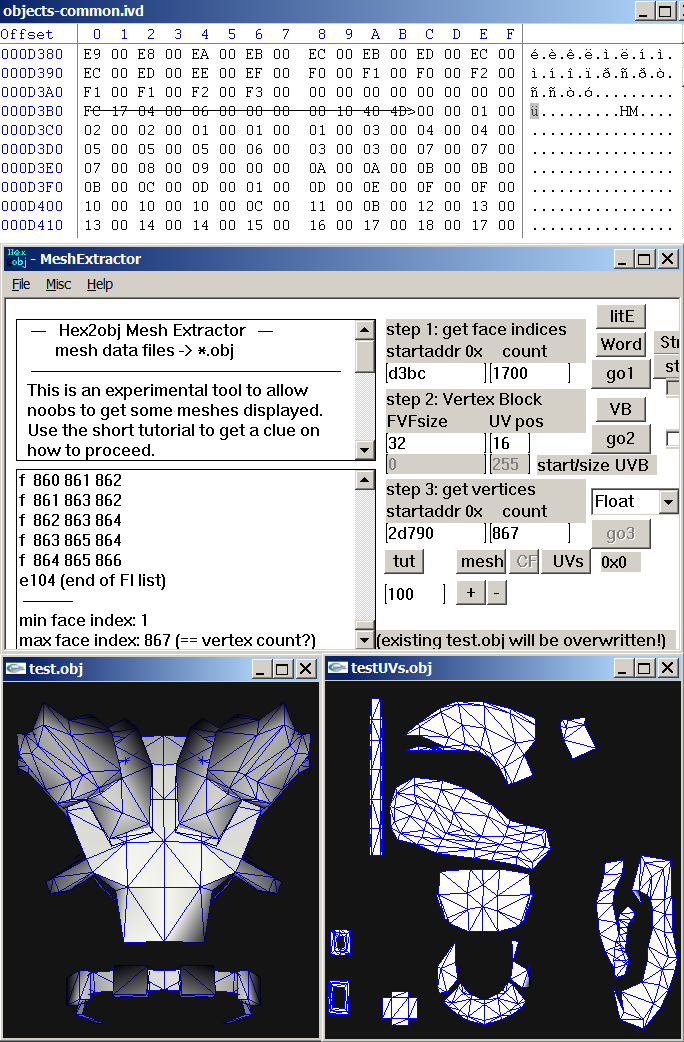 objects-common.ivd
Offset 0 1 2 3 4 5 6 7 8 9 A B C D E F
000D380 E9 00 E8 00 EA 00 EB 00 EC 00 EB 00 ED 00 EC 00 é.è.ê.ë.ì.ë.í.ì.
000D390 EC 00 ED 00 EE 00 EF 00 F0 00 F1 00 F0 00 F2 00 ì.í.î.ï.ð.ñ.ð.ò.
000D3A0 F1 00 F1 00 F2 00 F3 00 00 00 00 00 00 00 00 00 ñ.ñ.ò.ó.........
000D3B0 FC 17 04 00 06 00 00 00 00 10 48 4D>00 00 01 00 ü.........HM....
000D3C0 02 00 02 00 01 00 01 00 01 00 03 00 04 00 04 00 ................
000D3D0 05 00 05 00 05 00 06 00 03 00 03 00 07 00 07 00 ................
000D3E0 07 00 08 00 09 00 00 00 0A 00 0A 00 0B 00 0B 00 ................
000D3F0 0B 00 0C 00 0D 00 01 00 0D 00 0E 00 0F 00 0F 00 ................
000D400 10 00 10 00 10 00 0C 00 11 00 0B 00 12 00 13 00 ................
000D410 13 00 14 00 14 00 15 00 16 00 17 00 18 00 17 00 ................
Hex obj - MeshExtractor
File Misc Help
— Hex2obj Mesh Extractor —
mesh data files -> *.obj
This is an experimental tool to allow
noobs to get some meshes displayed.
Use the short tutorial to get a clue on
how to proceed.
f 860 861 862
f 861 863 862
f 862 863 864
f 863 865 864
f 864 865 866
e104 (end of FI list)
min face index: 1
max face index: 867 (== vertex count?)
step 1: get face indices
startaddr 0x count
d3bc 1700
litE
Word Str
go1 st
step 2: Vertex Block
FVFsize UV pos
32 16
0 255 start/size UVB
VB
go2
step 3: get vertices
startaddr 0x count
2d790 867
Float
go3
tut mesh CF UVs 0x0
100 + -
(existing test.obj will be overwritten!)
test.obj
testUVs.obj